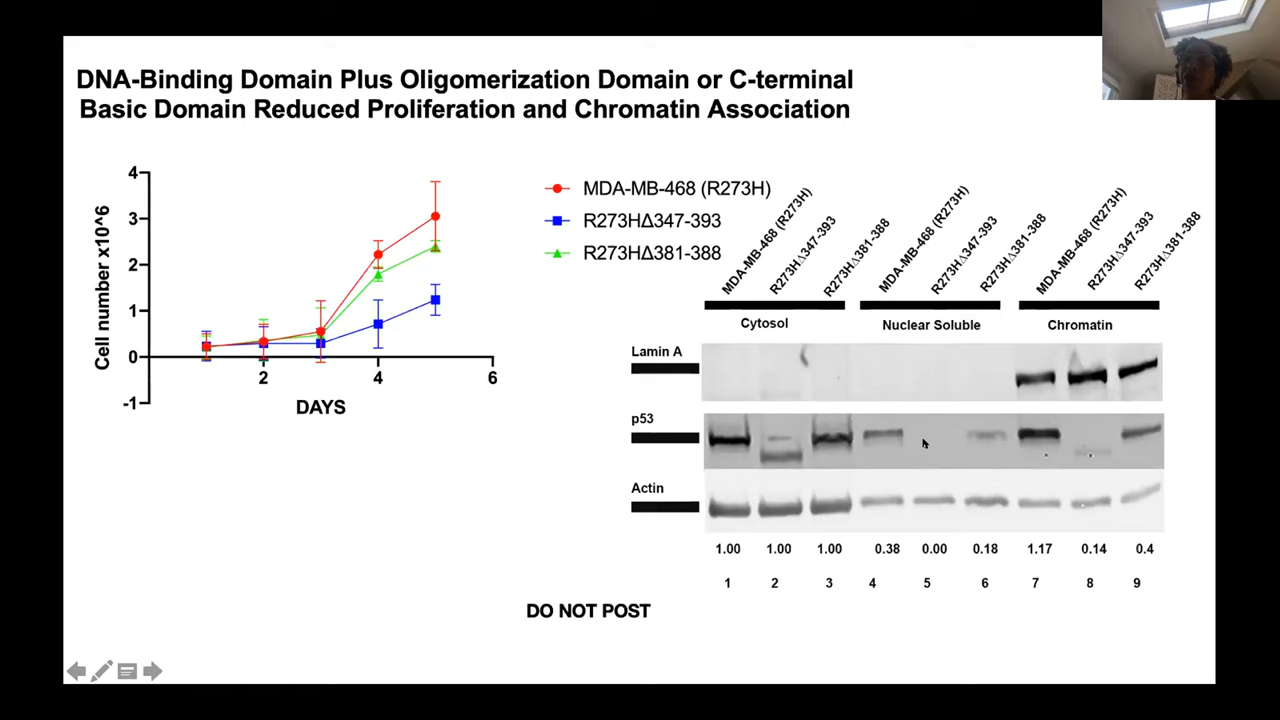 DNA-Binding Domain Plus Oligomerization Domain or C-terminal
Basic Domain Reduced Proliferation and Chromatin Association
4
3
2
1
0
-1
Cell number x10^6
2
4
6
DAYS
MDA-MB-468 (R273H)
R273HΔ347-393
R273HΔ381-388
MDA-MB-468 (R273H)
R273HΔ347-393
R273HΔ381-388
MDA-MB-468 (R273H)
R273HΔ347-393
R273HΔ381-388
MDA-MB-468 (R273H)
R273HΔ347-393
R273HΔ381-388
Cytosol
Nuclear Soluble
Chromatin
Lamin A
p53
Actin
1.00 1.00 1.00 0.38 0.00 0.18 1.17 0.14 0.4
1 2 3 4 5 6 7 8 9
DO NOT POST